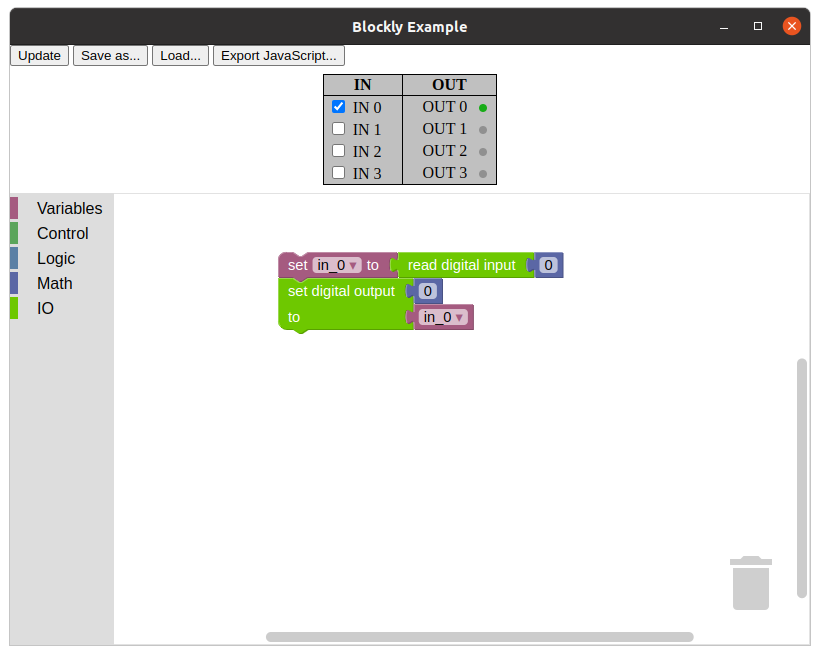 Blockly Example
Update Save as... Load... Export JavaScript...
IN OUT
IN 0 OUT 0
IN 1 OUT 1
IN 2 OUT 2
IN 3 OUT 3
Variables
Control
Logic
Math
IO
set in_0 to read digital input 0
set digital output 0
to in_0